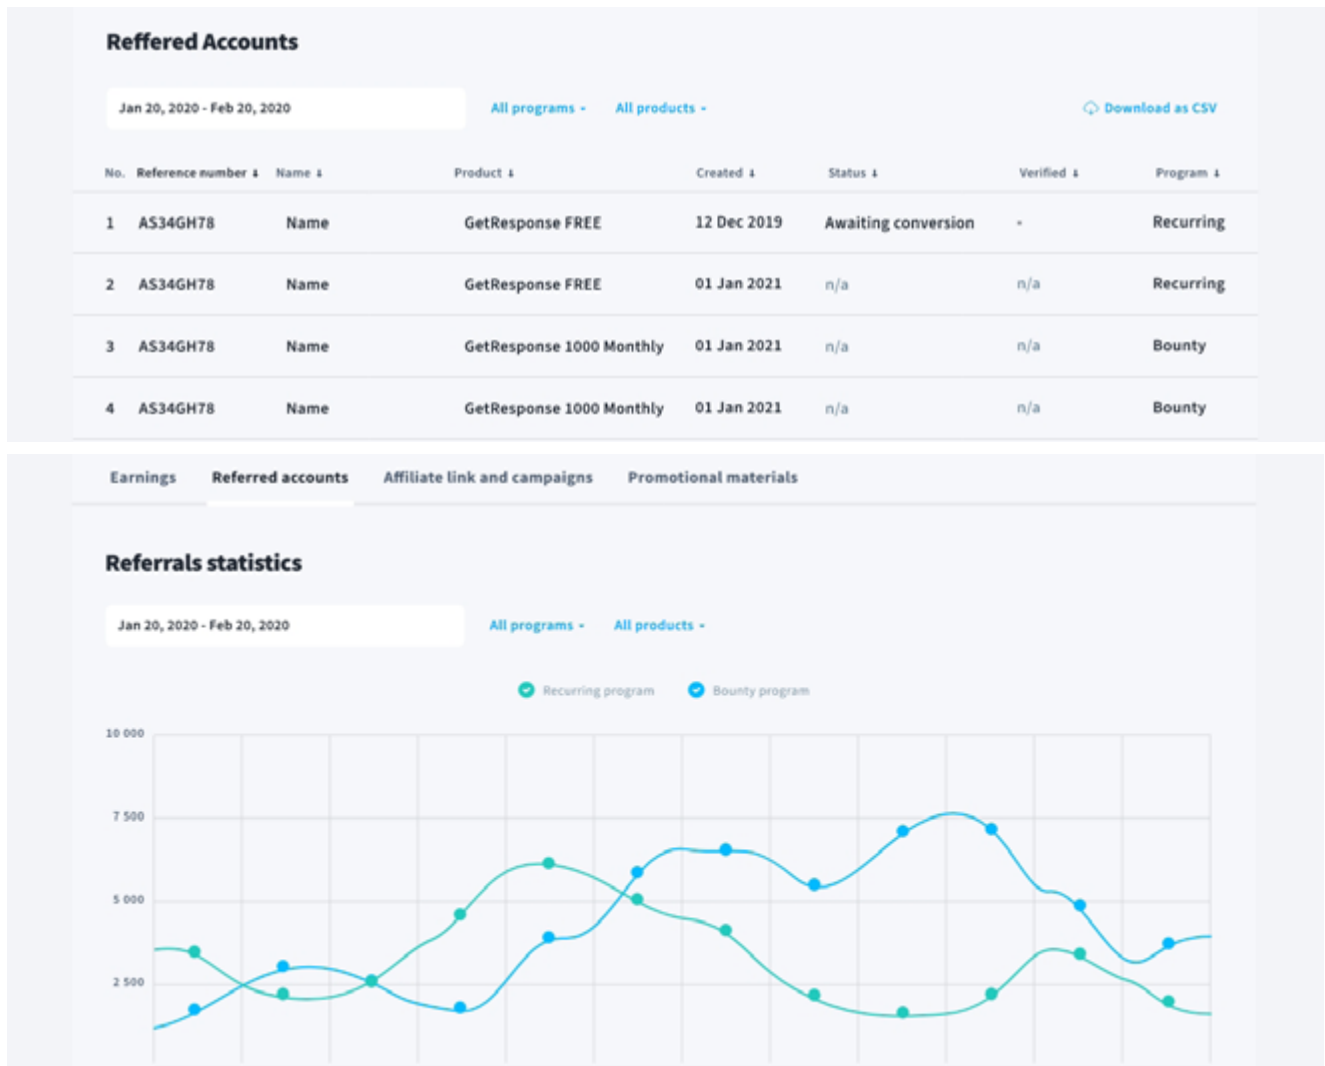 Reffered Accounts
Jan 20, 2020 - Feb 20, 2020 All programs All products Download as CSV
No. Reference number Name Product Created Status Verified Program
1 AS34GH78 Name GetResponse FREE 12 Dec 2019 Awaiting conversion - Recurring
2 AS34GH78 Name GetResponse FREE 01 Jan 2021 n/a n/a Recurring
3 AS34GH78 Name GetResponse 1000 Monthly 01 Jan 2021 n/a n/a Bounty
4 AS34GH78 Name GetResponse 1000 Monthly 01 Jan 2021 n/a n/a Bounty
Earnings Referred accounts Affiliate link and campaigns Promotional materials
Referrals statistics
Jan 20, 2020 - Feb 20, 2020 All programs All products
Recurring program Bounty program
10 000
7 500
5 000
2 500